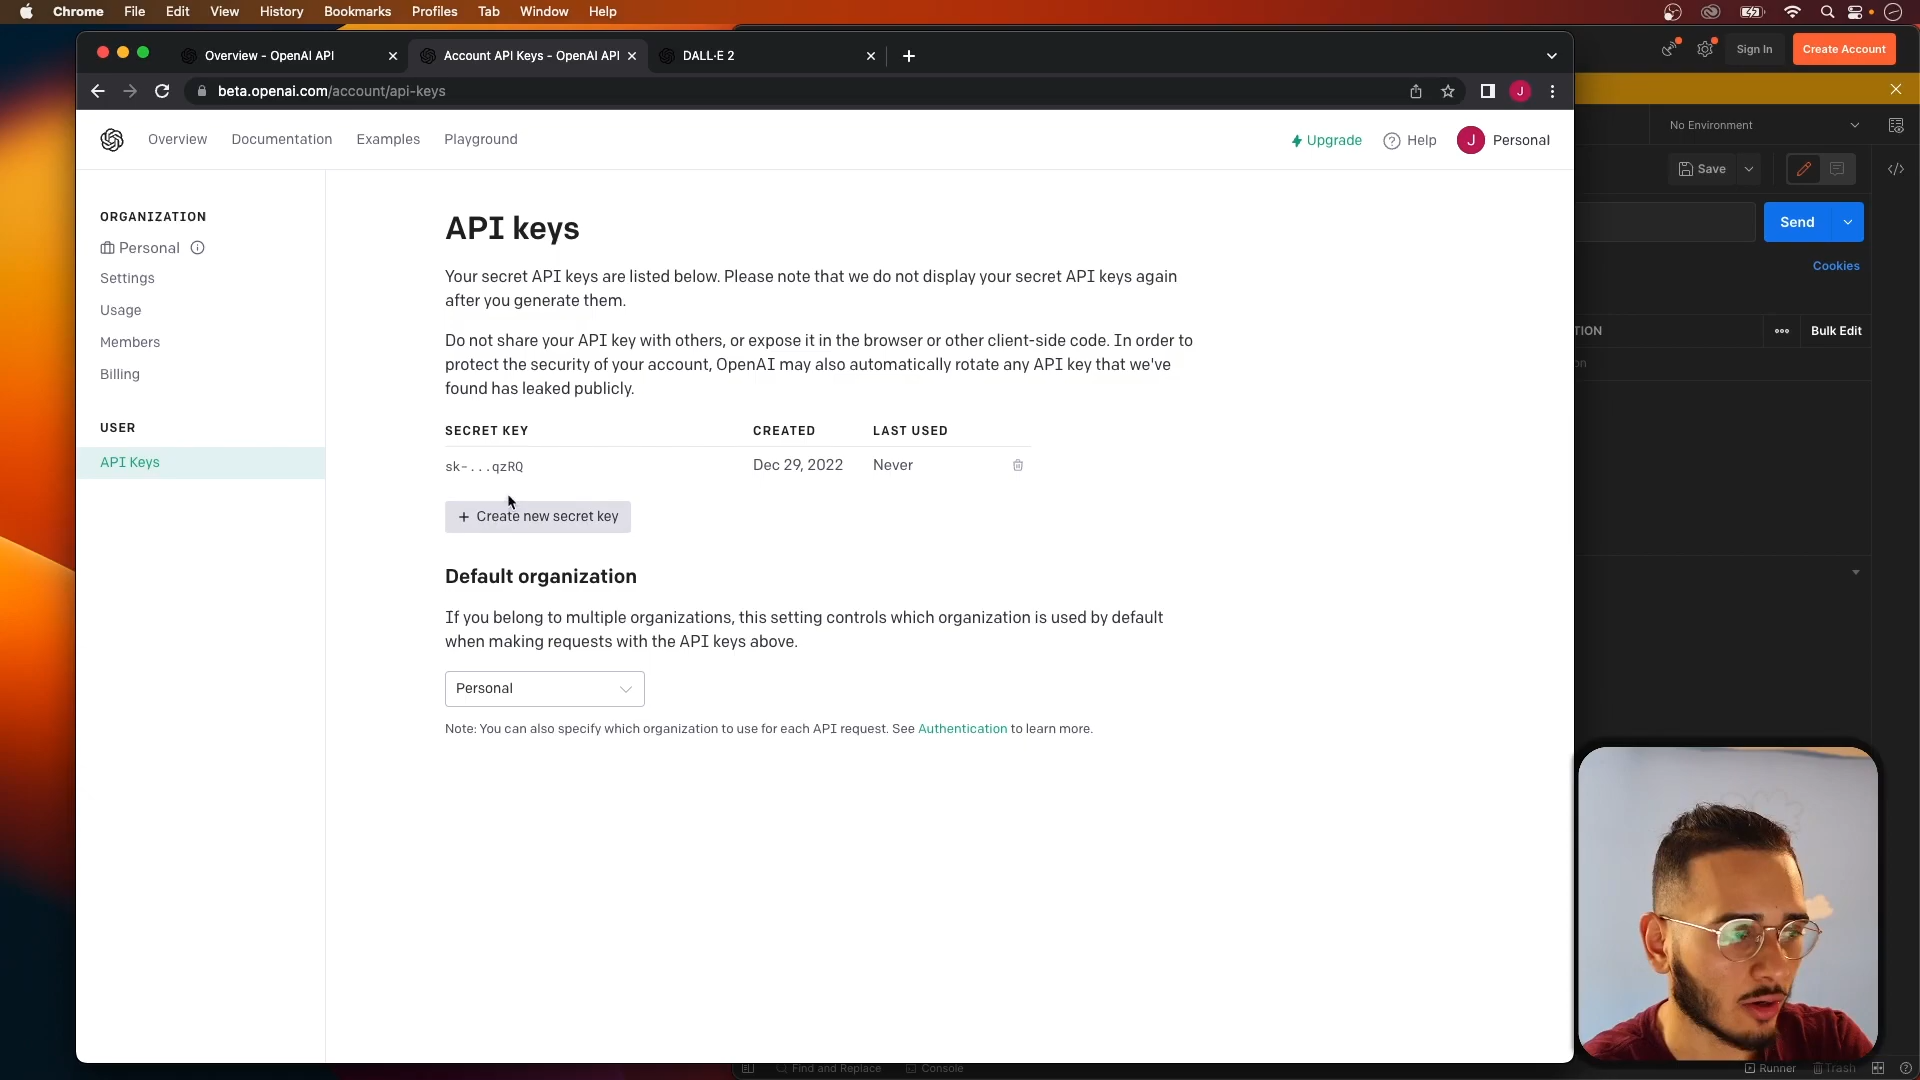 Chrome File Edit View History Bookmarks Profiles Tab Window Help
Overview - OpenAI API
Account API Keys - OpenAI API
DALL·E 2
beta.openai.com/account/api-keys
J
Sign In
Create Account
No Environment
Save
Send
Cookies
TION
Bulk Edit
on
Overview Documentation Examples Playground
Upgrade
Help
J Personal
ORGANIZATION
Personal
Settings
Usage
Members
Billing
USER
API Keys
API keys
Your secret API keys are listed below. Please note that we do not display your secret API keys again
after you generate them.
Do not share your API key with others, or expose it in the browser or other client-side code. In order to
protect the security of your account, OpenAI may also automatically rotate any API key that we've
found has leaked publicly.
SECRET KEY CREATED LAST USED
sk-...qzRQ Dec 29, 2022 Never
+ Create new secret key
Default organization
If you belong to multiple organizations, this setting controls which organization is used by default
when making requests with the API keys above.
Personal
Note: You can also specify which organization to use for each API request. See Authentication to learn more.
Find and Replace Console
Runner Trash